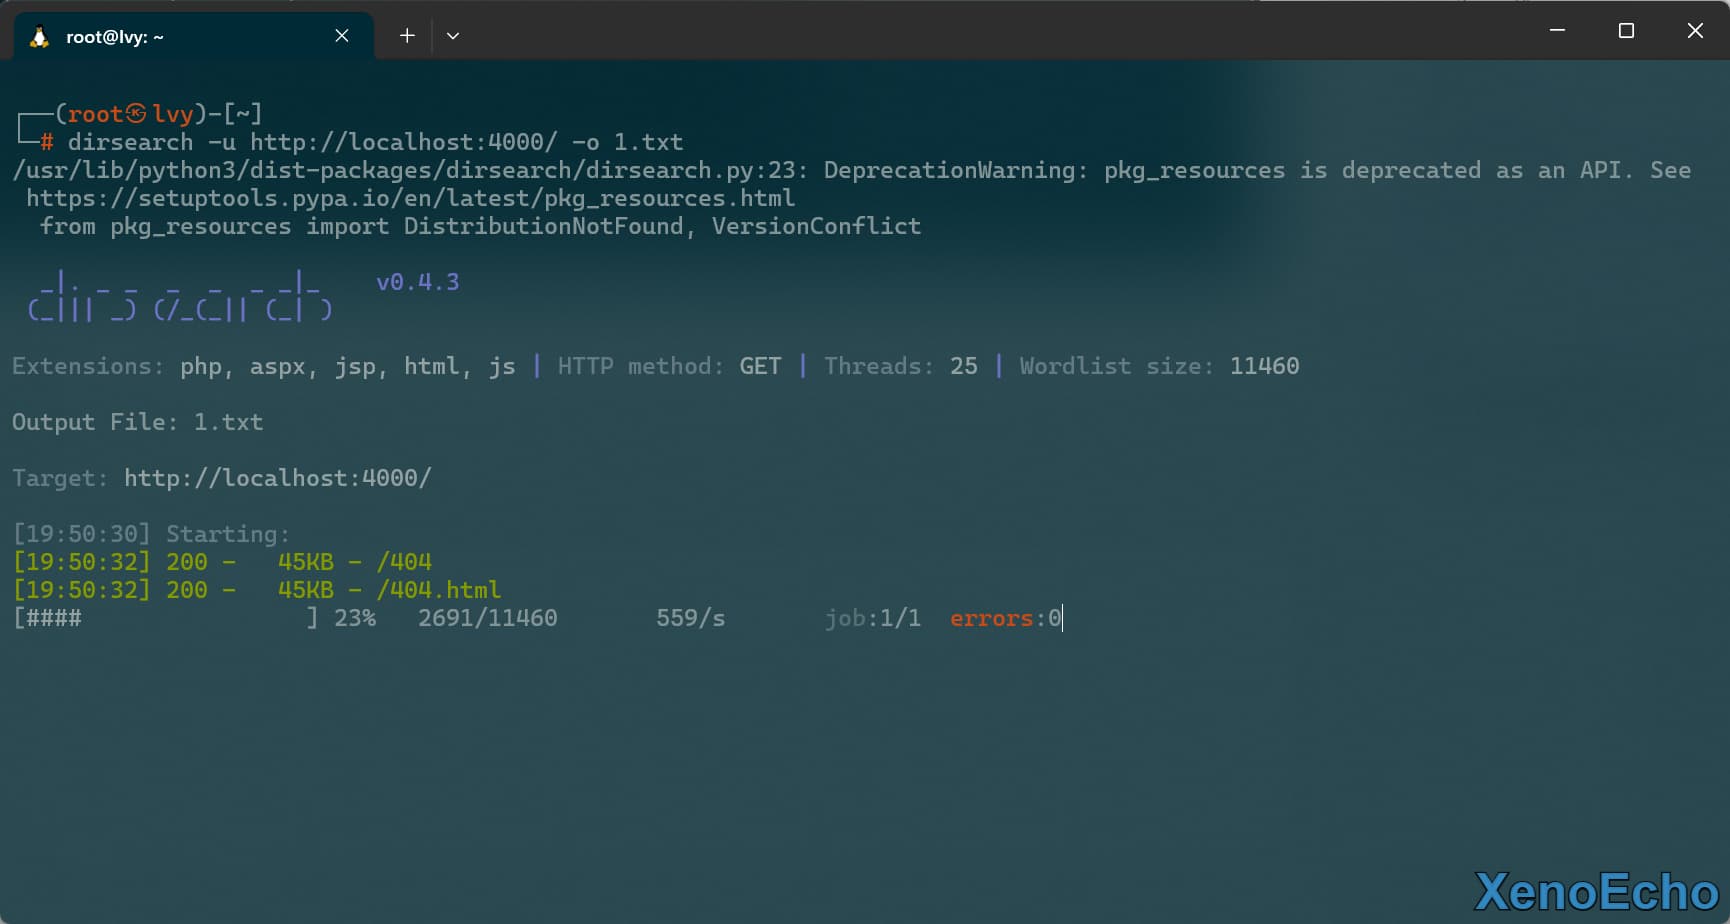 root@lvy: ~
┌──(root㉿lvy)-[~]
└─# dirsearch -u http://localhost:4000/ -o 1.txt
/usr/lib/python3/dist-packages/dirsearch/dirsearch.py:23: DeprecationWarning: pkg_resources is deprecated as an API. See
https://setuptools.pypa.io/en/latest/pkg_resources.html
  from pkg_resources import DistributionNotFound, VersionConflict
  _|. _ _  _  _  _ _|_    v0.4.3
 (_||| _) (/_(_|| (_| )
Extensions: php, aspx, jsp, html, js | HTTP method: GET | Threads: 25 | Wordlist size: 11460
Output File: 1.txt
Target: http://localhost:4000/
[19:50:30] Starting:
[19:50:32] 200 -   45KB - /404
[19:50:32] 200 -   45KB - /404.html
[####                ] 23%   2691/11460       559/s       job:1/1  errors:0
XenoEcho